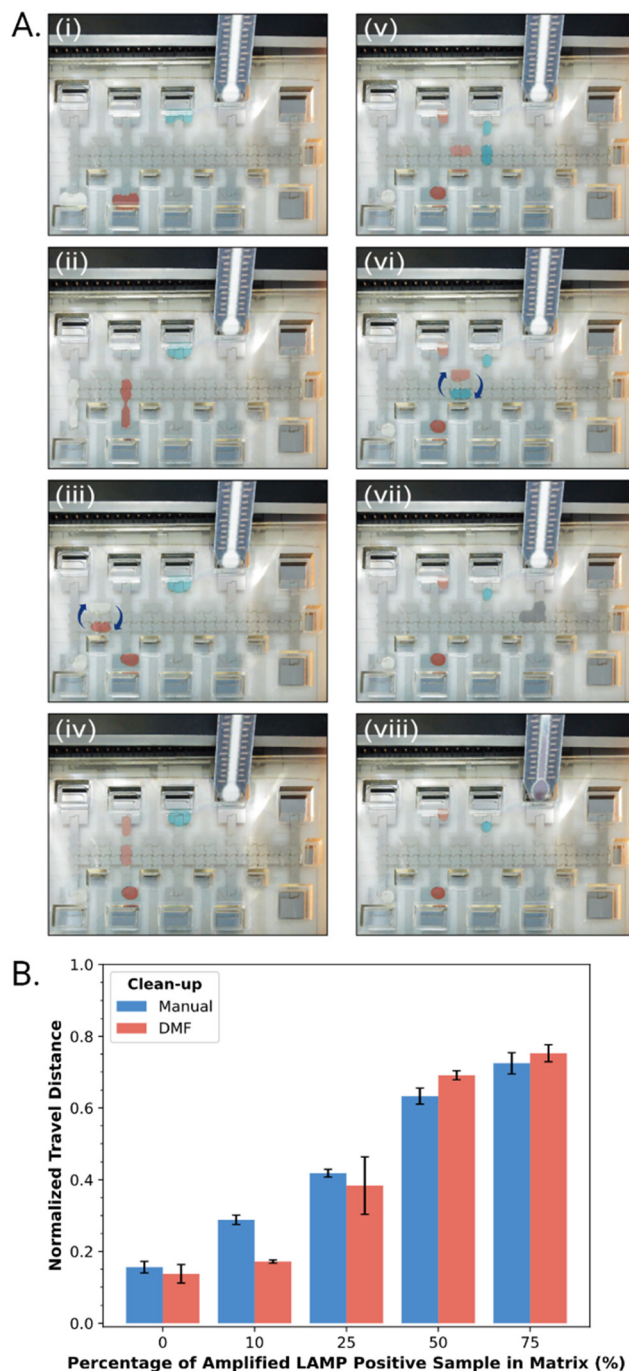 A.
(i)
(v)
(ii)
(vi)
(iii)
(vii)
(iv)
(viii)
B.
Clean-up
Manual
DMF
Normalized Travel Distance
1.0
0.8
0.6
0.4
0.2
0.0
0 10 25 50 75
Percentage of Amplified LAMP Positive Sample in Matrix (%)